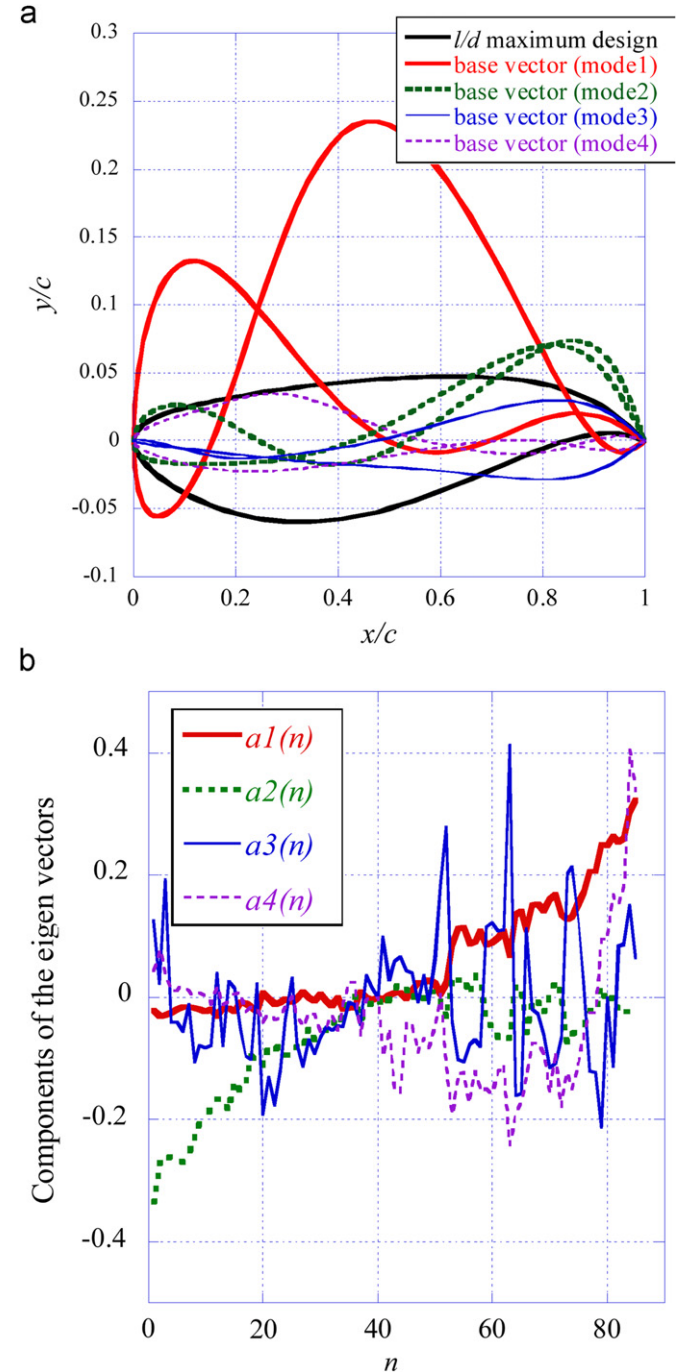 a
0.3
0.25
0.2
0.15
0.1
0.05
0
-0.05
-0.1
y/c
l/d maximum design
base vector (mode1)
base vector (mode2)
base vector (mode3)
base vector (mode4)
0 0.2 0.4 0.6 0.8 1
x/c
b
0.4
0.2
0
-0.2
-0.4
Components of the eigen vectors
a1(n)
a2(n)
a3(n)
a4(n)
0 20 40 60 80
n